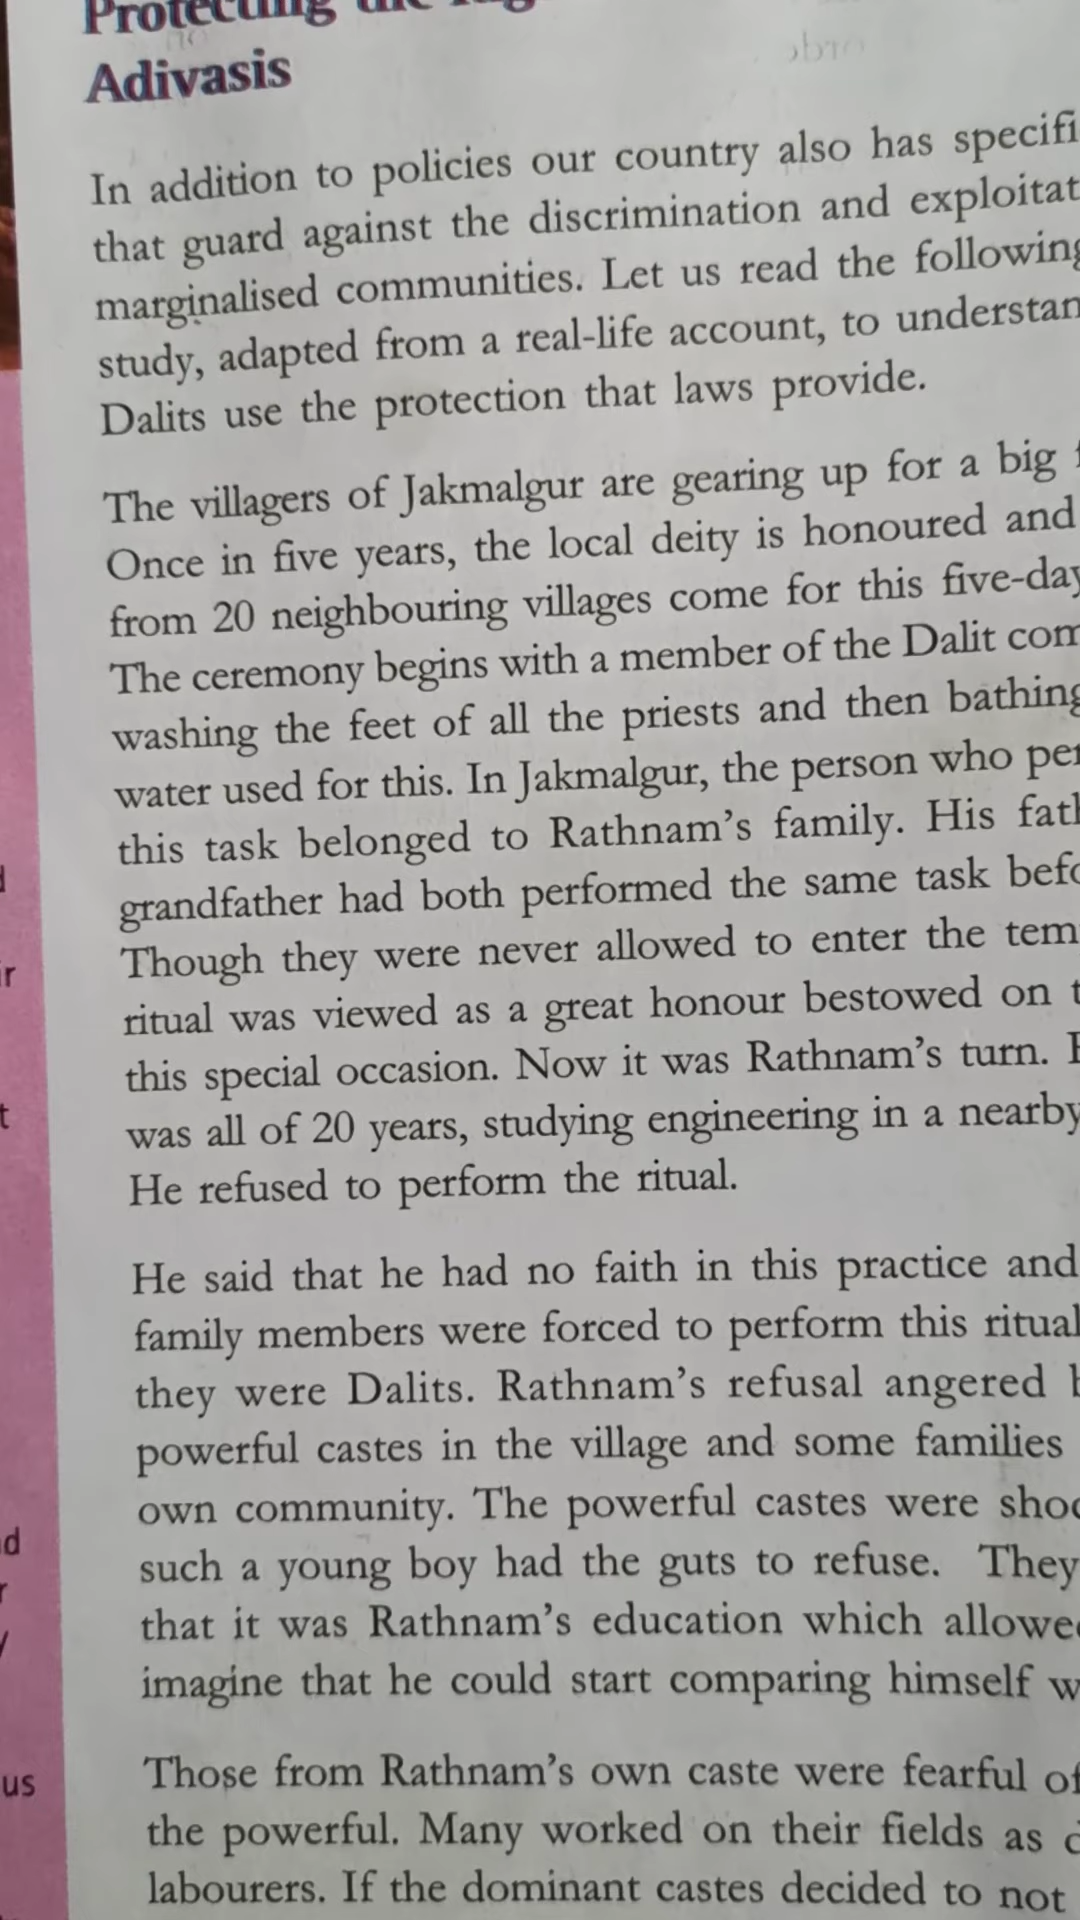 Protecting the
Adivasis
In addition to policies our country also has specifi
that guard against the discrimination and exploitat
marginalised communities. Let us read the following
study, adapted from a real-life account, to understan
Dalits use the protection that laws provide.
The villagers of Jakmalgur are gearing up for a big
Once in five years, the local deity is honoured and
from 20 neighbouring villages come for this five-day
The ceremony begins with a member of the Dalit com
washing the feet of all the priests and then bathing
water used for this. In Jakmalgur, the person who per
this task belonged to Rathnam's family. His fath
grandfather had both performed the same task befo
Though they were never allowed to enter the tem
ritual was viewed as a great honour bestowed on t
this special occasion. Now it was Rathnam's turn.
was all of 20 years, studying engineering in a nearby
He refused to perform the ritual.
He said that he had no faith in this practice and
family members were forced to perform this ritual
they were Dalits. Rathnam's refusal angered
powerful castes in the village and some families
own community. The powerful castes were shoc
such a young boy had the guts to refuse. They
that it was Rathnam's education which allowe
imagine that he could start comparing himself w
Those from Rathnam's own caste were fearful of
the powerful. Many worked on their fields as
labourers. If the dominant castes decided to not
d
ir
t
nd
r
y
us